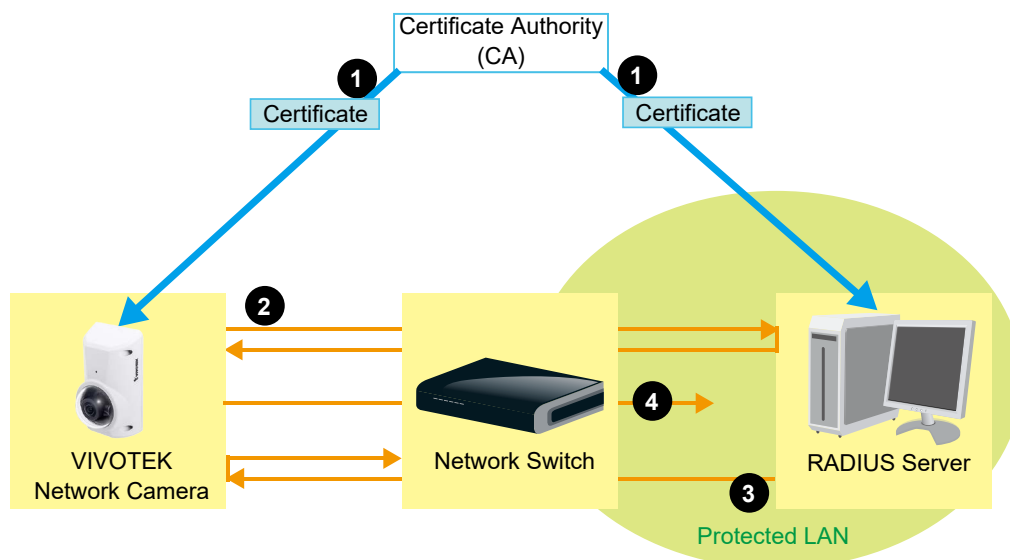 Certificate Authority
(CA)
1
1
Certificate
Certificate
2
4
VIVOTEK
Network Camera
Network Switch
RADIUS Server
3
Protected LAN